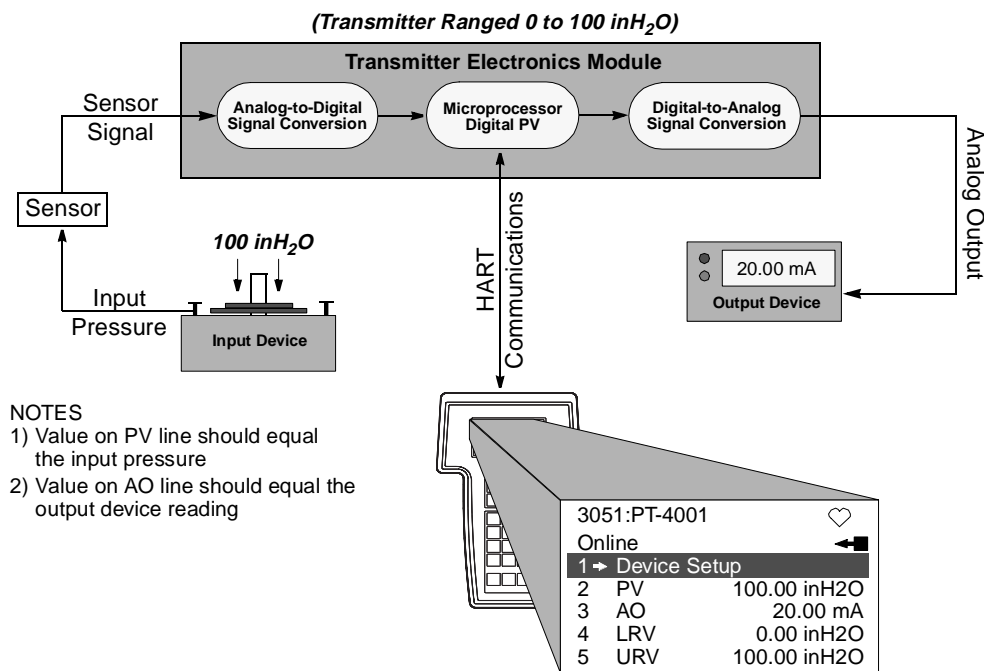 (Transmitter Ranged 0 to 100 inH2O)
Transmitter Electronics Module
Sensor
Signal
Analog-to-Digital
Signal Conversion
Microprocessor
Digital PV
Digital-to-Analog
Signal Conversion
Analog Output
Sensor
100 inH2O
HART
Communications
20.00 mA
Output Device
Input
Pressure
Input Device
NOTES
1) Value on PV line should equal
the input pressure
2) Value on AO line should equal the
output device reading
3051:PT-4001
Online
1 Device Setup
2 PV 100.00 inH2O
3 AO 20.00 mA
4 LRV 0.00 inH2O
5 URV 100.00 inH2O